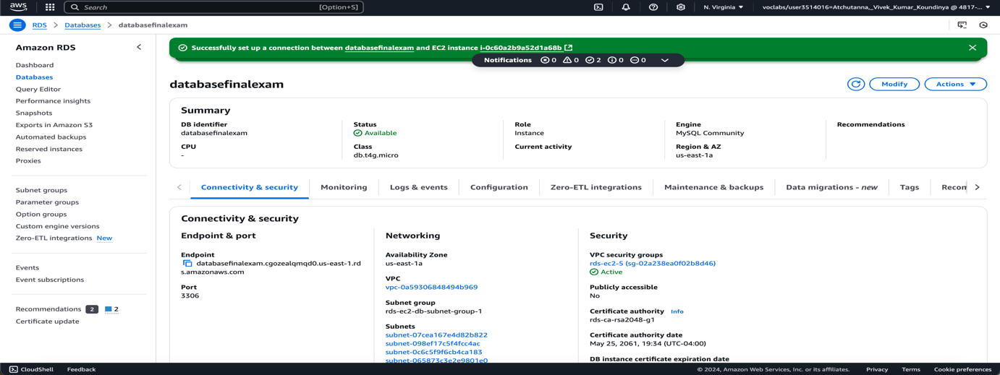 aws
Search
[Option+S]
N. Virginia
voclabs/user3514016=Atchutanna,_Vivek_Kumar_Koundinya @ 4817-...
RDS > Databases > databasefinalexam
Amazon RDS
Dashboard
Databases
Query Editor
Performance insights
Snapshots
Exports in Amazon S3
Automated backups
Reserved instances
Proxies
Subnet groups
Parameter groups
Option groups
Custom engine versions
Zero-ETL integrations New
Events
Event subscriptions
Recommendations 2 2
Certificate update
Successfully set up a connection between databasefinalexam and EC2 instance i-0c60a2b9a52d1a68b
Notifications 0 0 2 0 0
databasefinalexam
Modify
Actions
Summary
DB identifier
databasefinalexam
CPU
-
Status
Available
Class
db.t4g.micro
Role
Instance
Current activity
Engine
MySQL Community
Region & AZ
us-east-1a
Recommendations
Connectivity & security
Monitoring
Logs & events
Configuration
Zero-ETL integrations
Maintenance & backups
Data migrations - new
Tags
Recom
Connectivity & security
Endpoint & port
Endpoint
databasefinalexam.cgozealqmqd0.us-east-1.rd
s.amazonaws.com
Port
3306
Networking
Availability Zone
us-east-1a
VPC
vpc-0a59306848494b969
Subnet group
rds-ec2-db-subnet-group-1
Subnets
subnet-07cea167e4d82b822
subnet-098ef17c5f4fcc4ac
subnet-0c6c5f9f6cb4ca183
subnet-065873c3e2e9801e0
Security
VPC security groups
rds-ec2-5 (sg-02a238ea0f02b8d46)
Active
Publicly accessible
No
Certificate authority Info
rds-ca-rsa2048-g1
Certificate authority date
May 25, 2061, 19:34 (UTC-04:00)
DB instance certificate expiration date
CloudShell
Feedback
© 2024, Amazon Web Services, Inc. or its affiliates.
Privacy
Terms
Cookie preferences